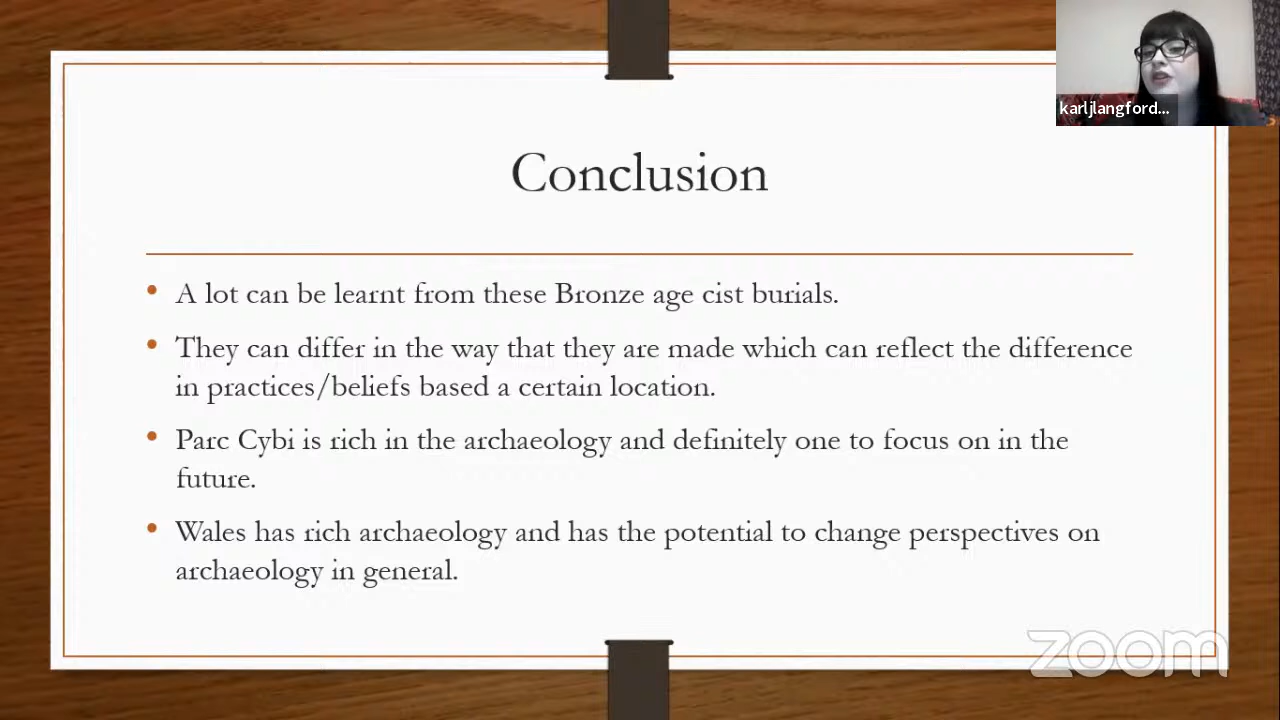 karljlangford...
Conclusion
• A lot can be learnt from these Bronze age cist burials.
• They can differ in the way that they are made which can reflect the difference
in practices/beliefs based a certain location.
• Parc Cybi is rich in the archaeology and definitely one to focus on in the
future.
• Wales has rich archaeology and has the potential to change perspectives on
archaeology in general.
zoom